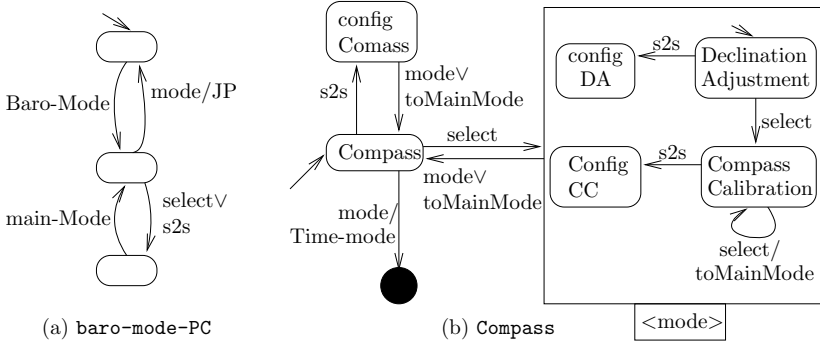 Baro-Mode
mode/JP
main-Mode
select∨
s2s
(a) baro-mode-PC
config
Comass
s2s
mode∨
toMainMode
Compass
select
mode∨
toMainMode
mode/
Time-mode
config
DA
s2s
Declination
Adjustment
select
Config
CC
s2s
Compass
Calibration
select/
toMainMode
<mode>
(b) Compass